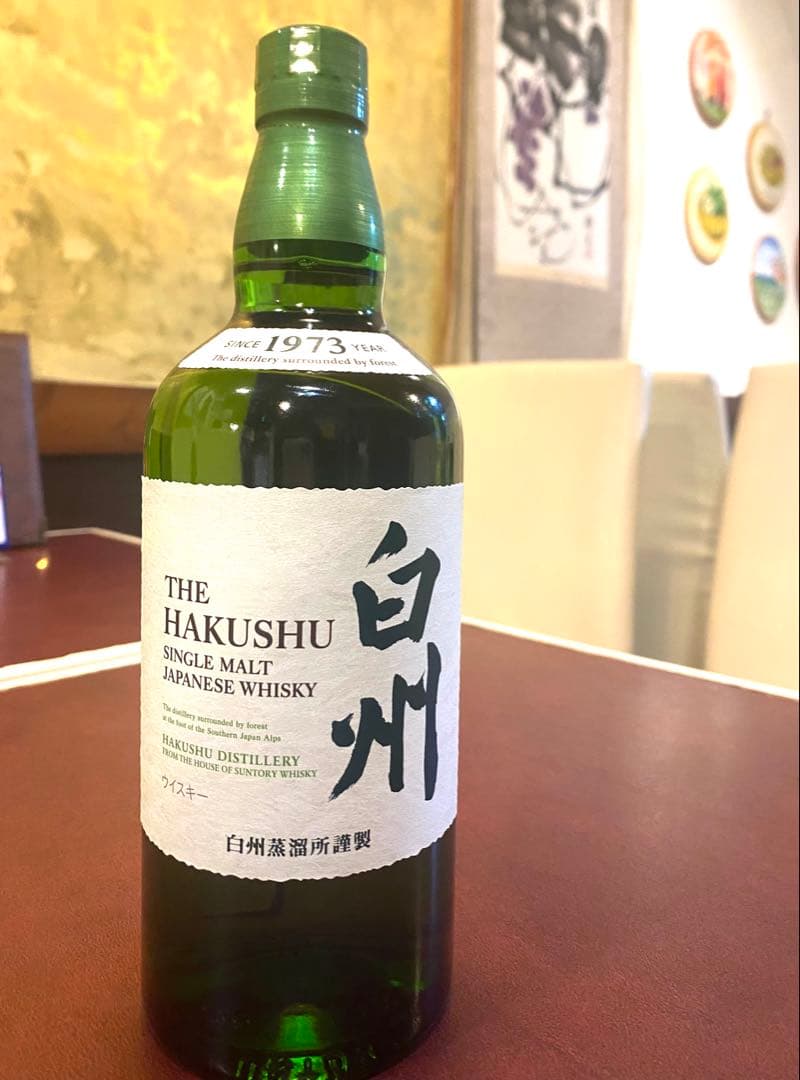 SINCE 1973 YEAR
The distillery surrounded by forest
THE
HAKUSHU
SINGLE MALT
JAPANESE WHISKY
白州
The distillery surrounded by forest
at the foot of the Southern Japan Alps
HAKUSHU DISTILLERY
FROM THE HOUSE OF SUNTORY WHISKY
ウイスキー
白州蒸溜所謹製